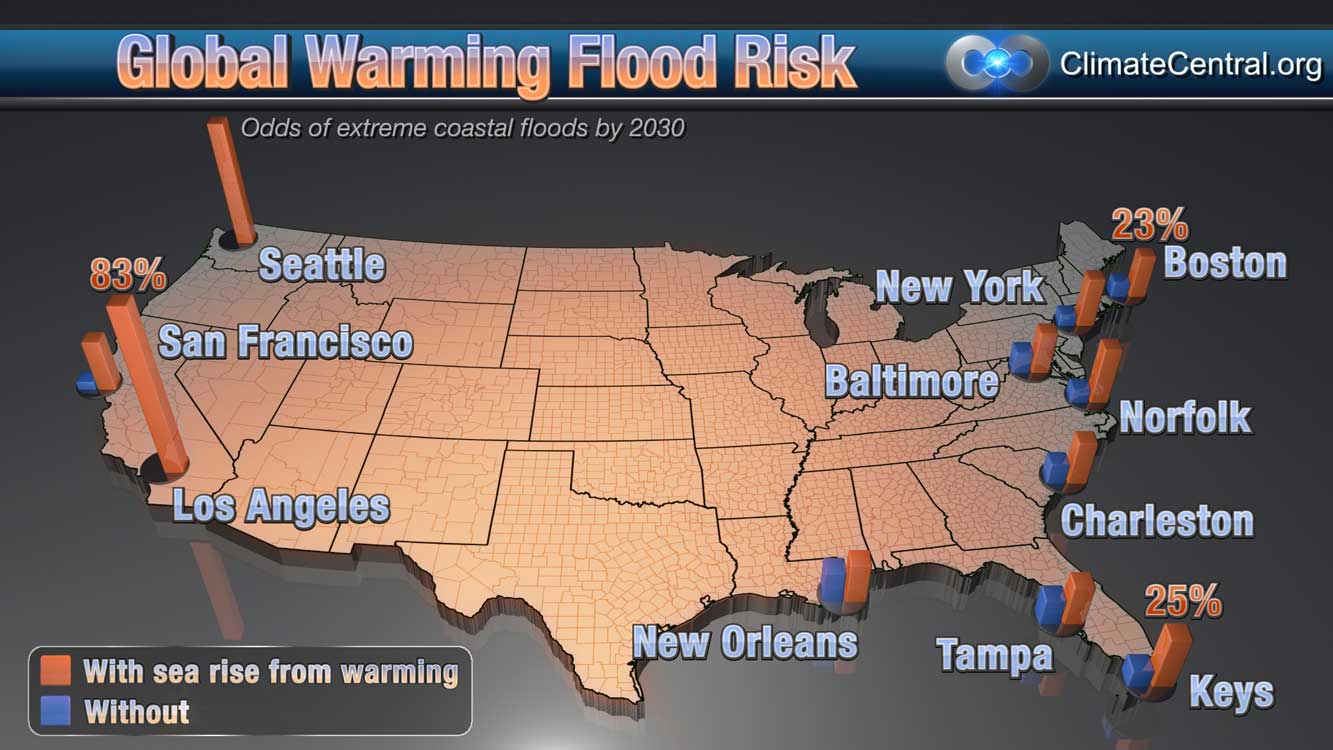 Global Warming Flood Risk
ClimateCentral.org
Odds of extreme coastal floods by 2030
23%
Boston
Seattle
83%
New York
San Francisco
Baltimore
Norfolk
Los Angeles
Charleston
25%
New Orleans
Tampa
Keys
With sea rise from warming
Without